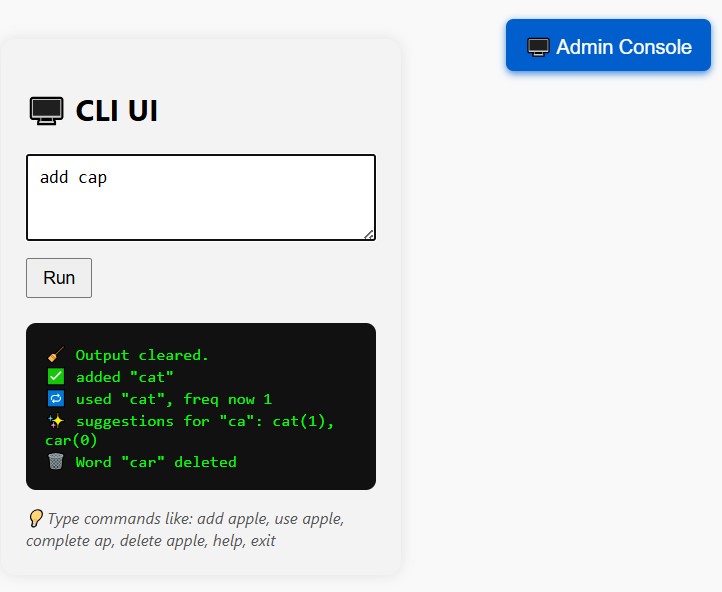 Admin Console
CLI UI
add cap
Run
Output cleared.
added "cat"
used "cat", freq now 1
suggestions for "ca": cat(1),
car(0)
Word "car" deleted
Type commands like: add apple, use apple,
complete ap, delete apple, help, exit